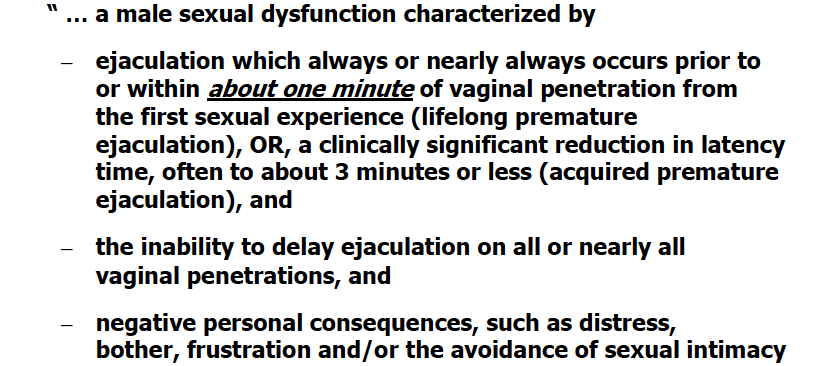 “ … a male sexual dysfunction characterized by
– ejaculation which always or nearly always occurs prior to
or within about one minute of vaginal penetration from
the first sexual experience (lifelong premature
ejaculation), OR, a clinically significant reduction in latency
time, often to about 3 minutes or less (acquired premature
ejaculation), and
– the inability to delay ejaculation on all or nearly all
vaginal penetrations, and
– negative personal consequences, such as distress,
bother, frustration and/or the avoidance of sexual intimacy